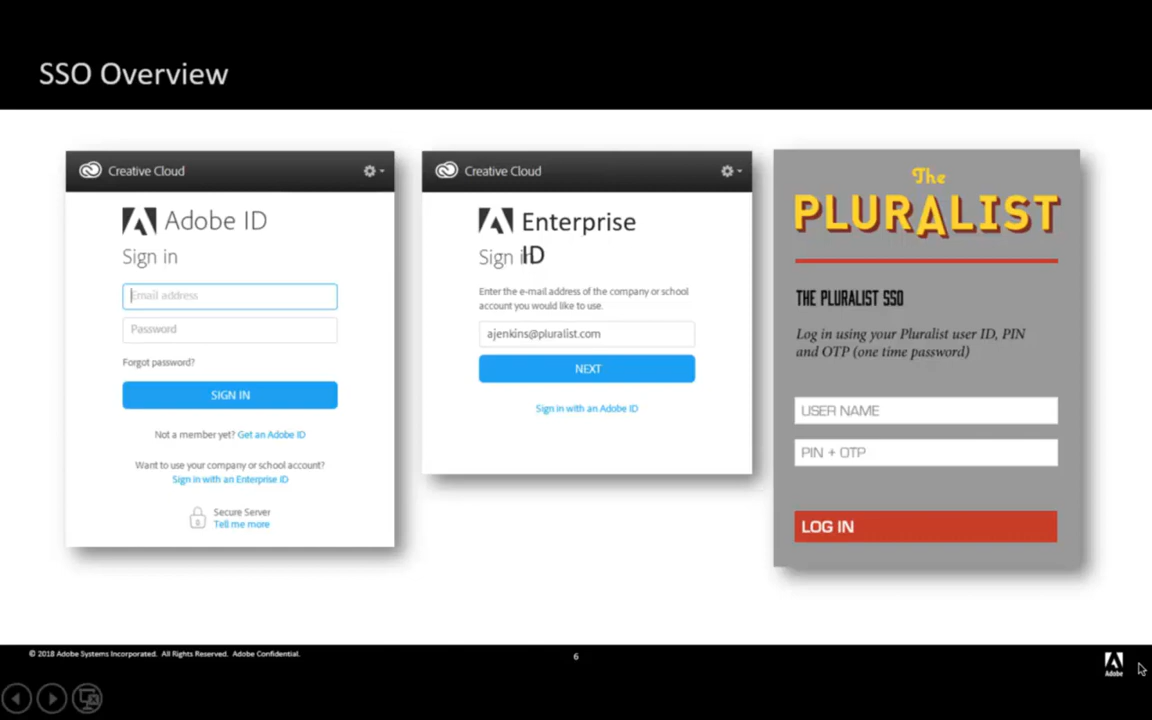 SSO Overview
Creative Cloud
Adobe ID
Sign in
Email address
Password
Forgot password?
SIGN IN
Not a member yet? Get an Adobe ID
Want to use your company or school account?
Sign in with an Enterprise ID
Secure Server
Tell me more
Creative Cloud
Enterprise
ID
Sign in
Enter the e-mail address of the company or school
account you would like to use.
ajenkins@pluralist.com
NEXT
Sign in with an Adobe ID
The
PLURALIST
THE PLURALIST SSO
Log in using your Pluralist user ID, PIN
and OTP (one time password)
USER NAME
PIN + OTP
LOG IN
© 2018 Adobe Systems Incorporated. All Rights Reserved. Adobe Confidential.
6
Adobe